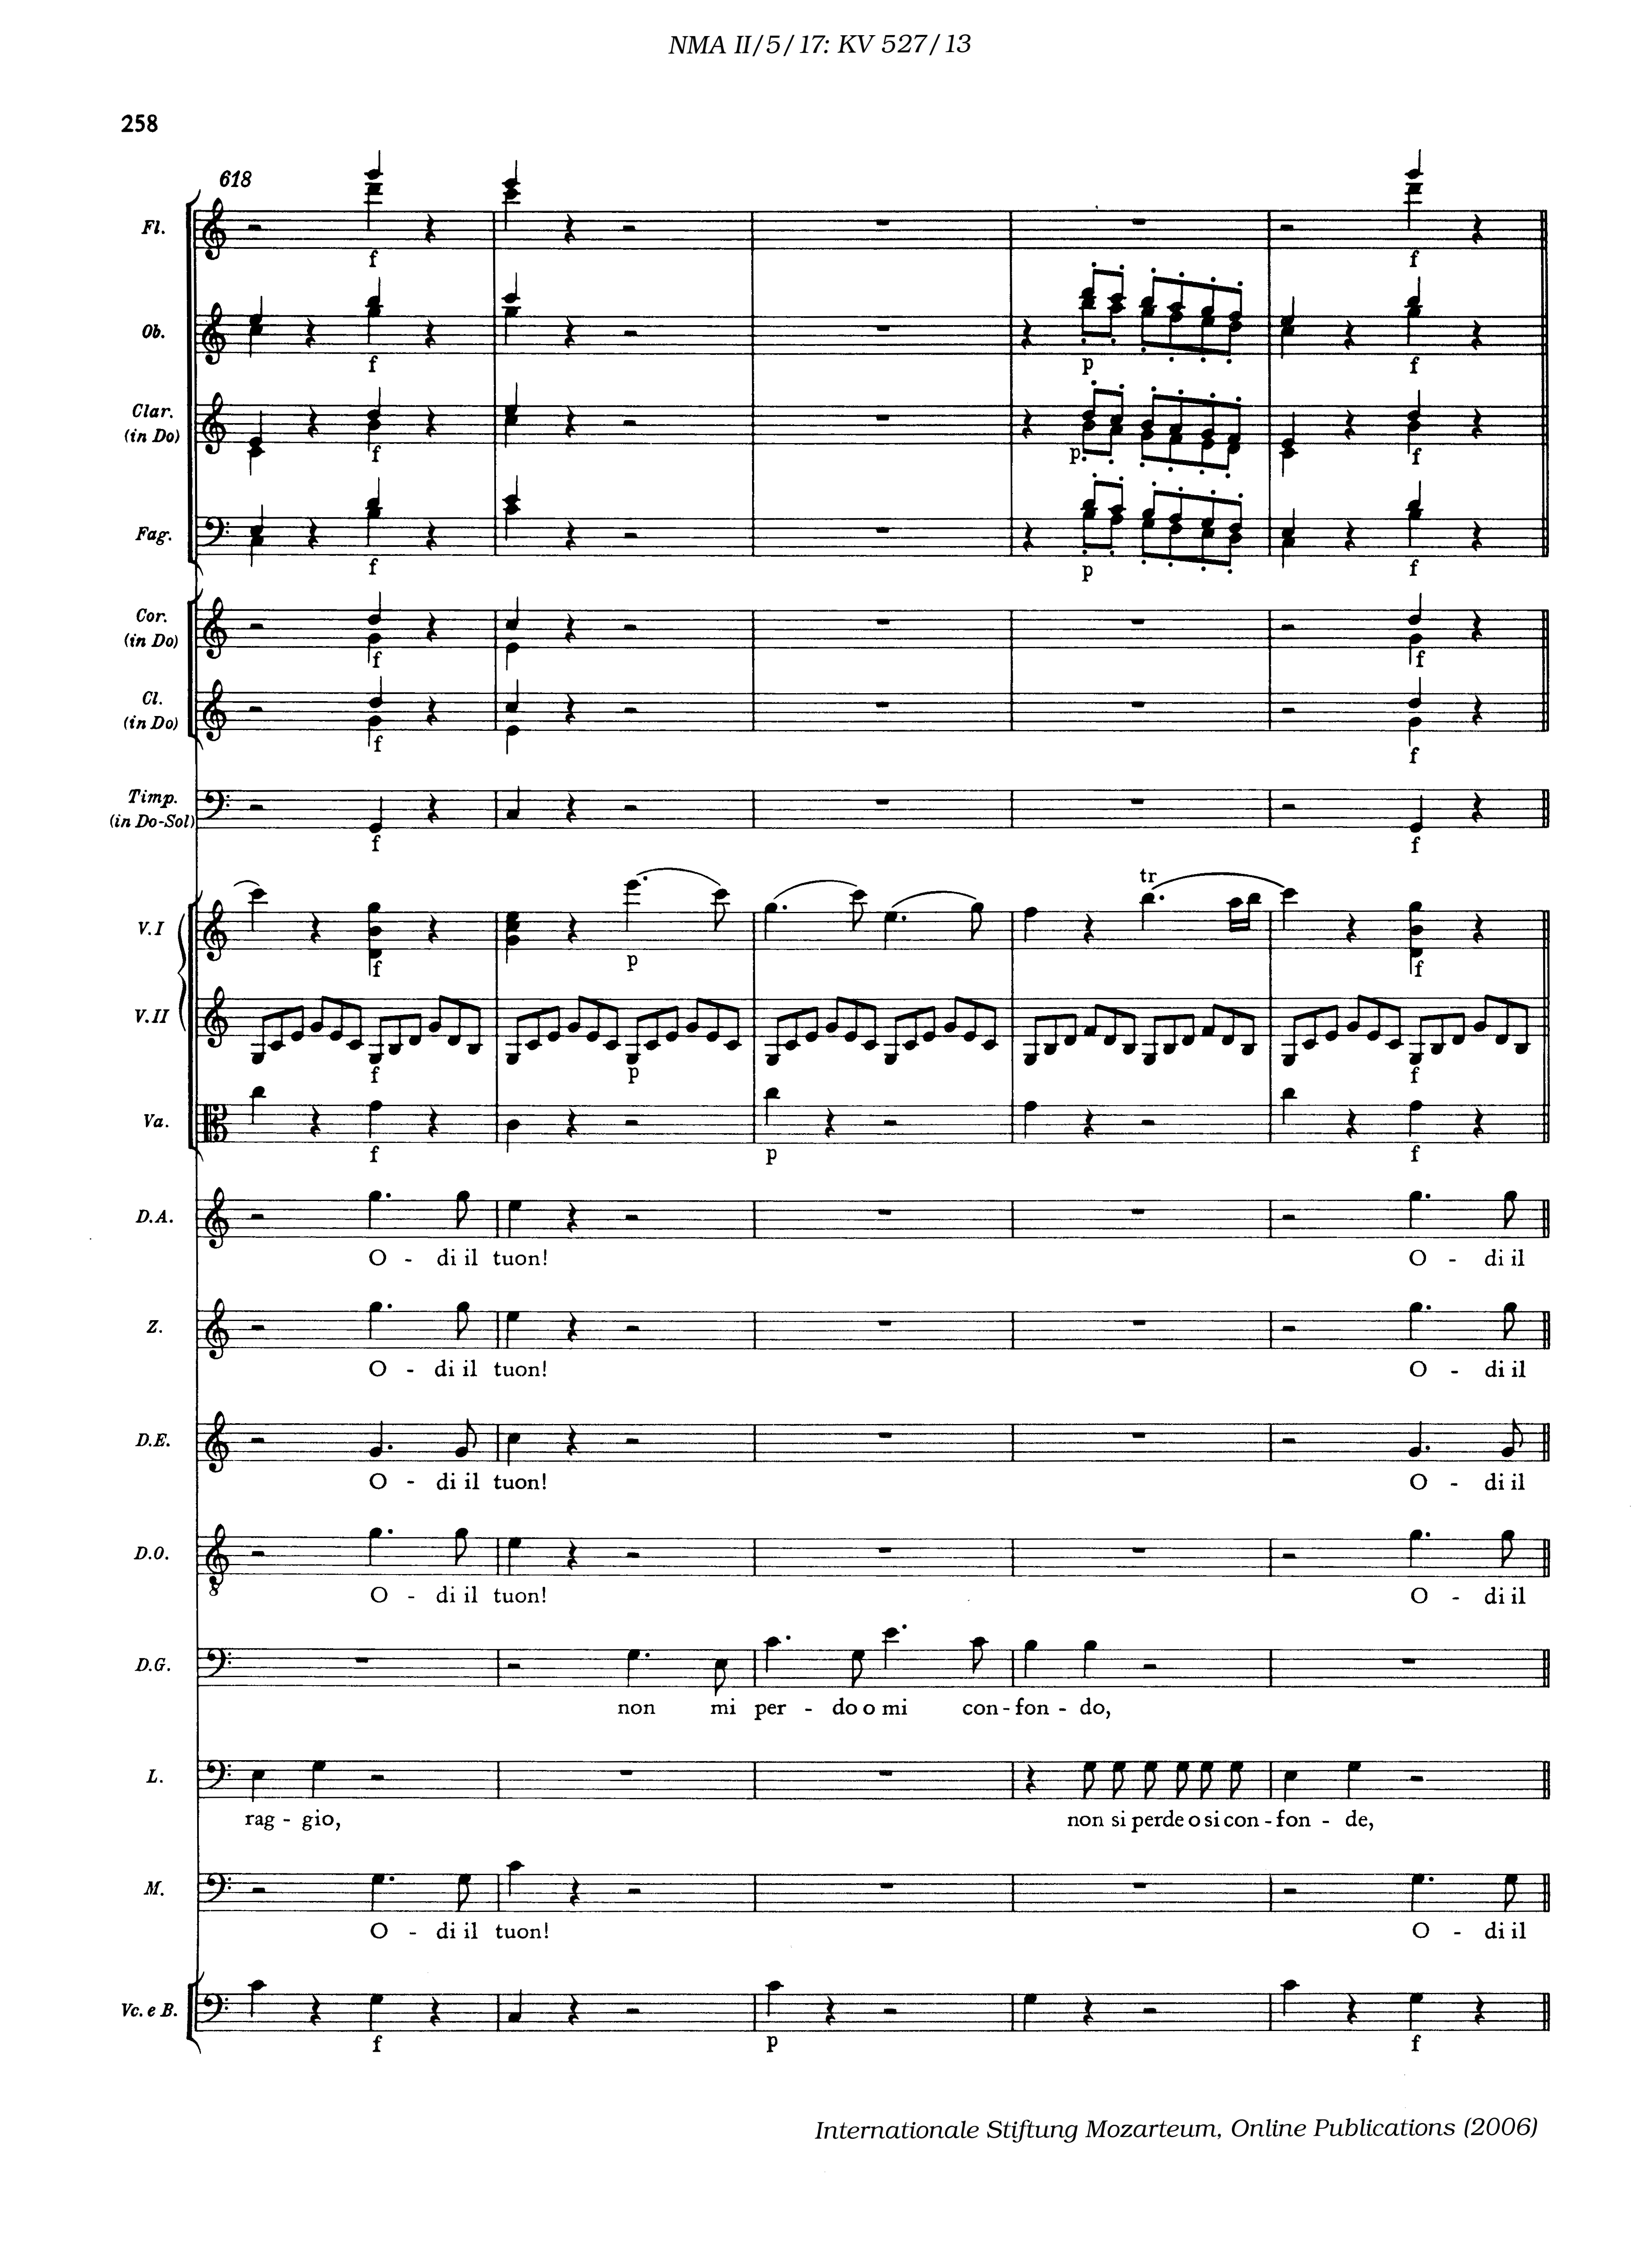 NMA II/5/17: KV 527/13
258
618
Fl.
f f
Ob.
f p f
Clar.
(in Do)
f p f
Fag.
f p f
Cor.
(in Do)
f f
Cl.
(in Do)
f f
Timp.
(in Do-Sol)
f f
tr
V.I
f p f
V.II
f p f
Va.
f p f
D.A.
O - di il tuon! O - di il
Z.
O - di il tuon! O - di il
D.E.
O - di il tuon! O - di il
D.O.
O - di il tuon! O - di il
D.G.
non mi per - do o mi con - fon - do,
L.
rag - gio, non si perde o si con - fon - de,
M.
O - di il tuon! O - di il
Vc. e B.
f p f
Internationale Stiftung Mozarteum, Online Publications (2006)